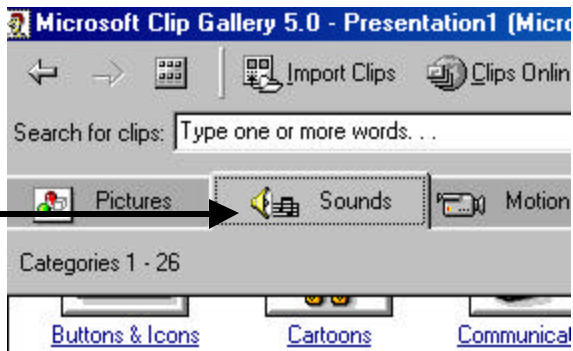 Microsoft Clip Gallery 5.0 - Presentation1 (Micro
Import Clips Clips Onlin
Search for clips: Type one or more words. . .
Pictures Sounds Motion
Categories 1 - 26
Buttons & Icons Cartoons Communicat